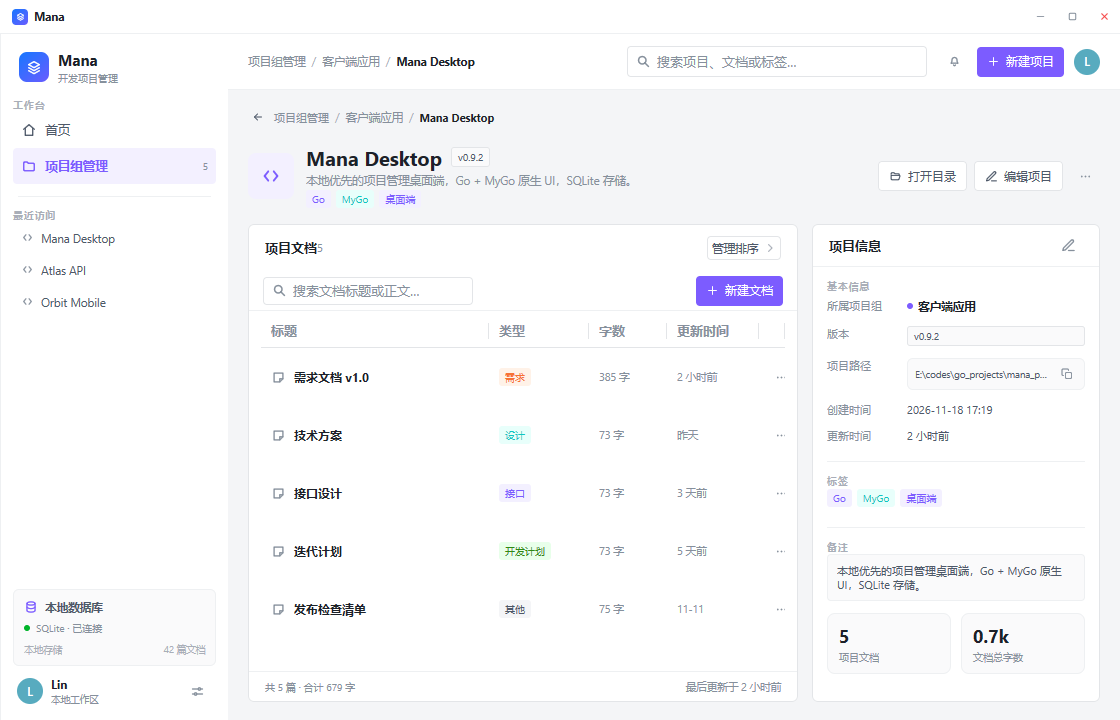 Mana
Mana
开发项目管理
工作台
首页
项目组管理 5
最近访问
Mana Desktop
Atlas API
Orbit Mobile
本地数据库
SQLite · 已连接
本地存储 42 篇文档
Lin
本地工作区
项目组管理 / 客户端应用 / Mana Desktop
搜索项目、文档或标签...
新建项目
L
项目组管理 / 客户端应用 / Mana Desktop
Mana Desktop v0.9.2
本地优先的项目管理桌面端，Go + MyGo 原生 UI，SQLite 存储。
Go MyGo 桌面端
打开目录 编辑项目
项目文档5
管理排序
搜索文档标题或正文...
新建文档
标题 类型 字数 更新时间
需求文档 v1.0 需求 385 字 2 小时前
技术方案 设计 73 字 昨天
接口设计 接口 73 字 3 天前
迭代计划 开发计划 73 字 5 天前
发布检查清单 其他 75 字 11-11
共 5 篇 · 合计 679 字 最后更新于 2 小时前
项目信息
基本信息
所属项目组 客户端应用
版本 v0.9.2
项目路径 E:\codes\go_projects\mana_p...
创建时间 2026-11-18 17:19
更新时间 2 小时前
标签
Go MyGo 桌面端
备注
本地优先的项目管理桌面端，Go + MyGo 原生
UI，SQLite 存储。
5
项目文档
0.7k
文档总字数
L